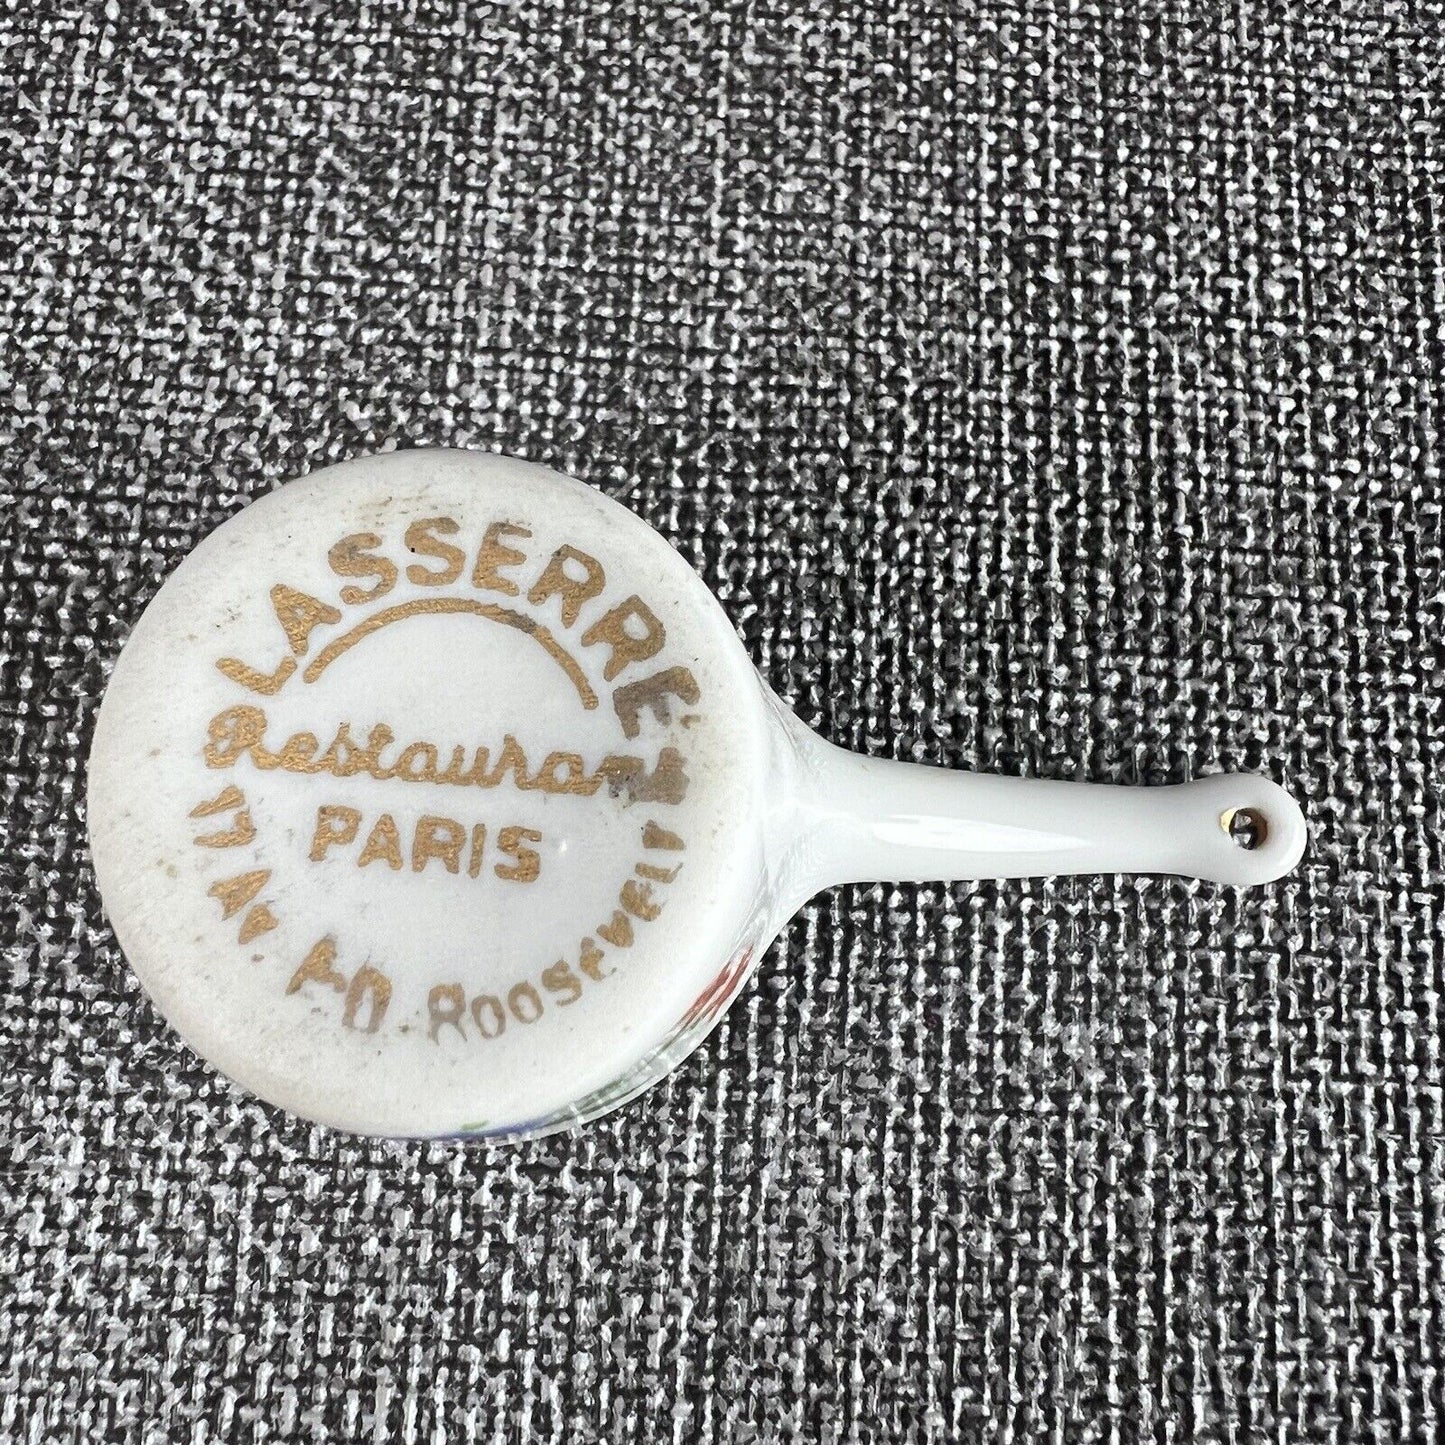 LASSERRE
Restaurant
PARIS
17 Av. F-D. ROOSEVELT